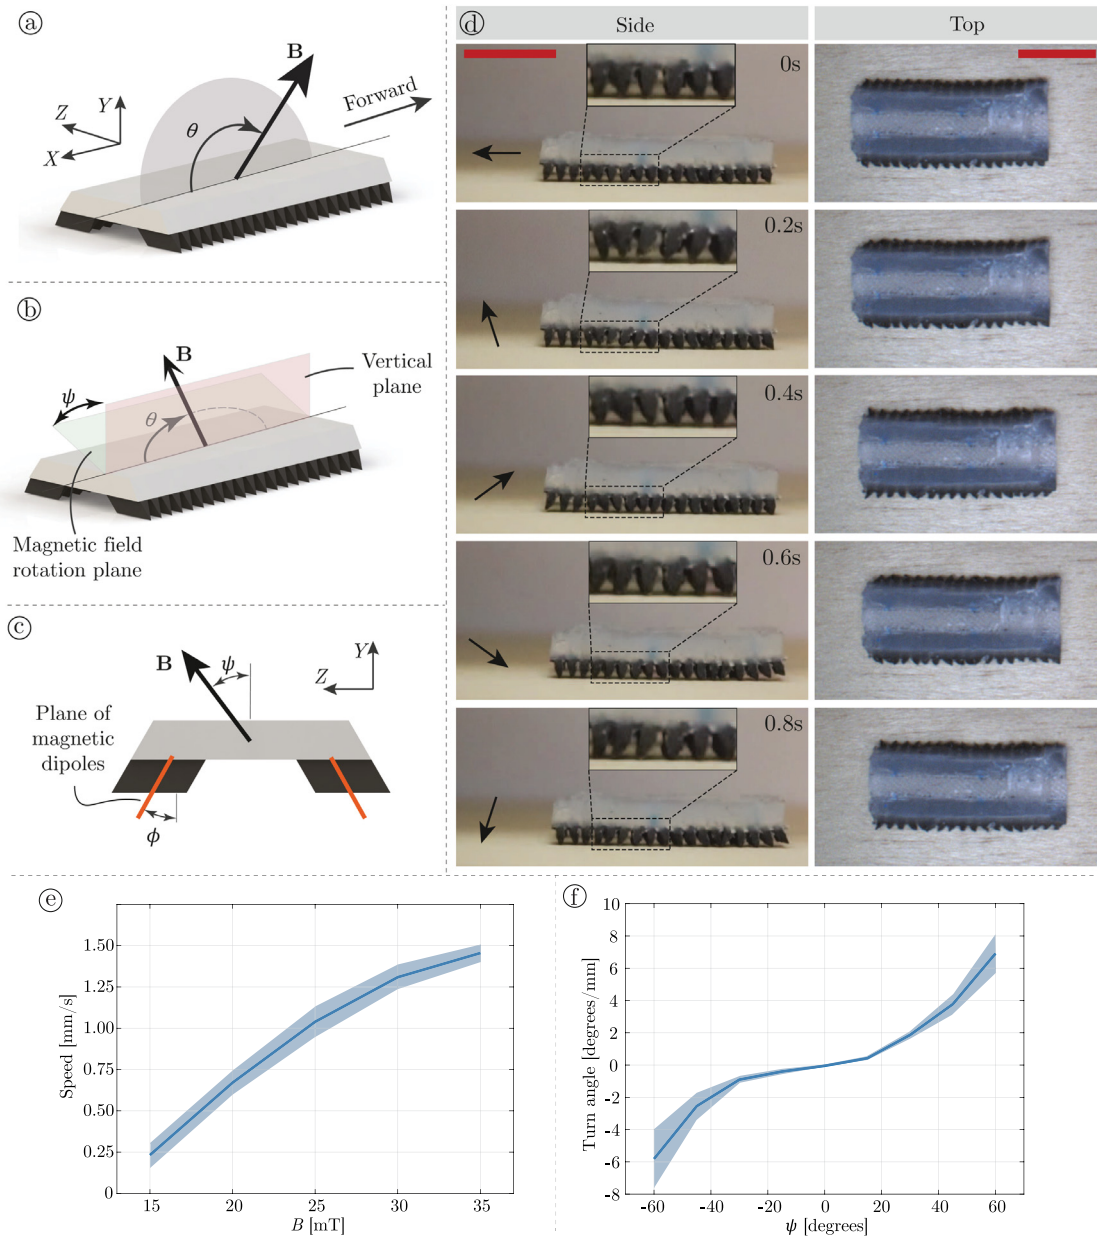 a
B
Forward
Y
Z
X
θ
b
B
Vertical
plane
ψ
θ
Magnetic field
rotation plane
c
B
ψ
Y
Z
Plane of
magnetic
dipoles
ϕ
d
Side
Top
0s
0.2s
0.4s
0.6s
0.8s
e
Speed [mm/s]
1.50
1.25
1.00
0.75
0.50
0.25
0
15
20
25
30
35
B [mT]
f
Turn angle [degrees/mm]
10
8
6
4
2
0
-2
-4
-6
-8
-60
-40
-20
0
20
40
60
ψ [degrees]